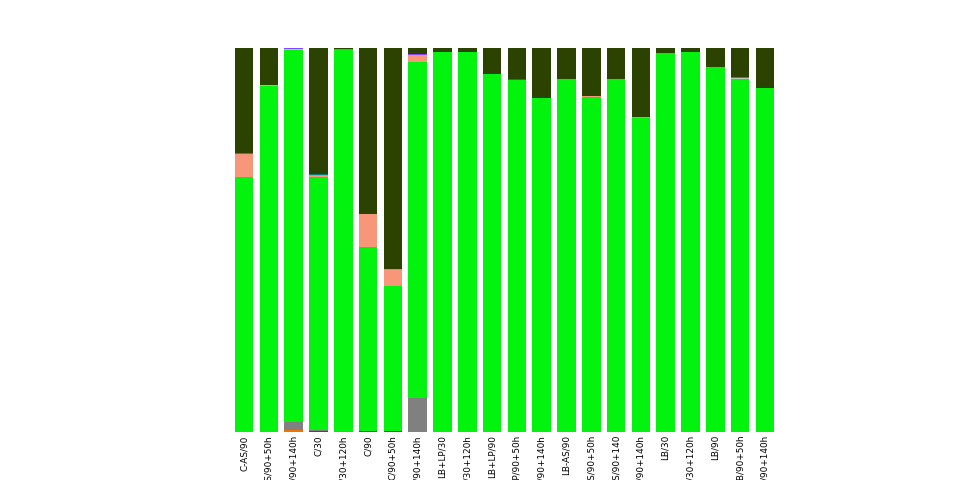 C-AS/90
S/90+50h
/90+140h
C/30
/30+120h
C/90
C/90+50h
/90+140h
LB+LP/30
/30+120h
LB+LP/90
P/90+50h
/90+140h
LB-AS/90
S/90+50h
S/90+140
/90+140h
LB/30
/30+120h
LB/90
B/90+50h
/90+140h